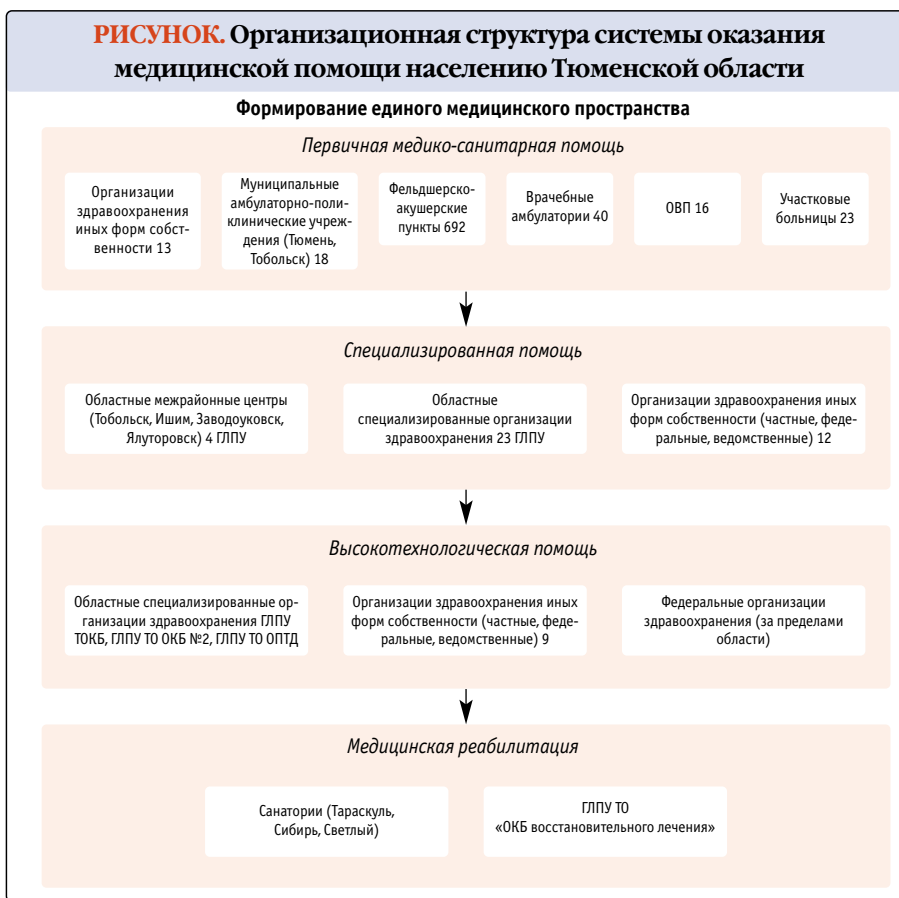 РИСУНОК. Организационная структура системы оказания
медицинской помощи населению Тюменской области
Формирование единого медицинского пространства
Первичная медико-санитарная помощь
Организации
здравоохранения
иных форм собст-
венности 13
Муниципальные
амбулаторно-поли-
клинические учреж-
дения (Тюмень,
Тобольск) 18
Фельдшерско-
акушерские
пункты 692
Врачебные
амбулатории 40
ОВП 16
Участковые
больницы 23
Специализированная помощь
Областные межрайонные центры
(Тобольск, Ишим, Заводоуковск,
Ялуторовск) 4 ГЛПУ
Областные
специализированные организации
здравоохранения 23 ГЛПУ
Организации здравоохранения иных
форм собственности (частные, феде-
ральные, ведомственные) 12
Высокотехнологическая помощь
Областные специализированные ор-
ганизации здравоохранения ГЛПУ
ТОКБ, ГЛПУ ТО ОКБ №2, ГЛПУ ТО ОПТД
Организации здравоохранения иных
форм собственности (частные, феде-
ральные, ведомственные) 9
Федеральные организации
здравоохранения (за пределами
области)
Медицинская реабилитация
Санатории (Тараскуль,
Сибирь, Светлый)
ГЛПУ ТО
«ОКБ восстановительного лечения»